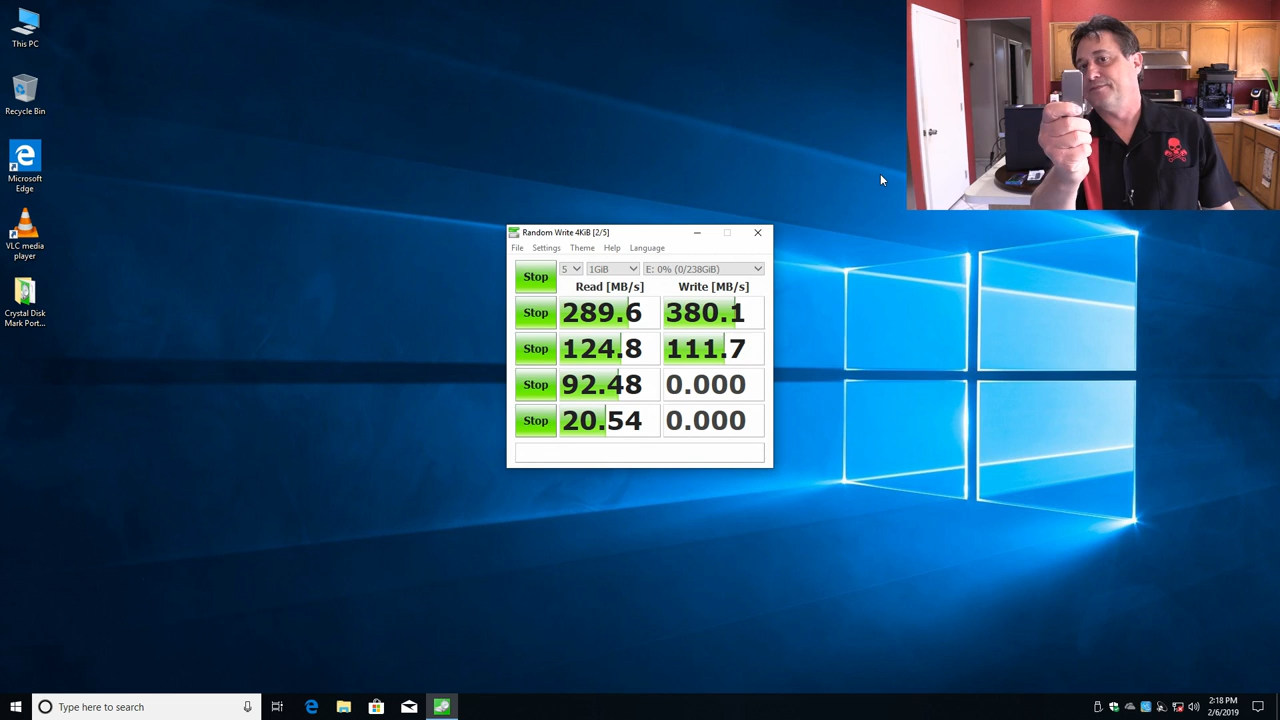 This PC
Recycle Bin
Microsoft
Edge
VLC media
player
Crystal Disk
Mark Port...
Random Write 4KiB [2/5]
File Settings Theme Help Language
Stop 5 1GiB E: 0% (0/238GiB)
Read [MB/s] Write [MB/s]
Stop 289.6 380.1
Stop 124.8 111.7
Stop 92.48 0.000
Stop 20.54 0.000
Type here to search
2:18 PM
2/6/2019